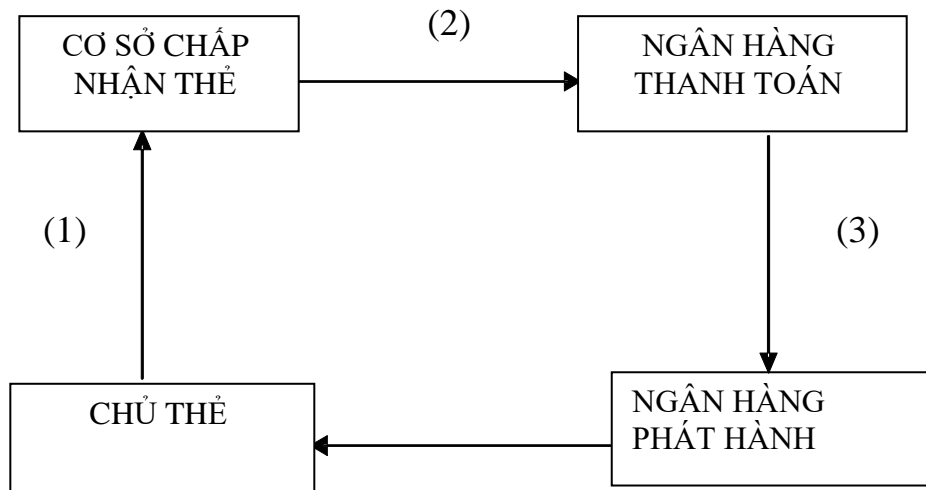 (2)
CƠ SỞ CHẤP
NHẬN THẺ
NGÂN HÀNG
THANH TOÁN
(1)
(3)
CHỦ THẺ
NGÂN HÀNG
PHÁT HÀNH